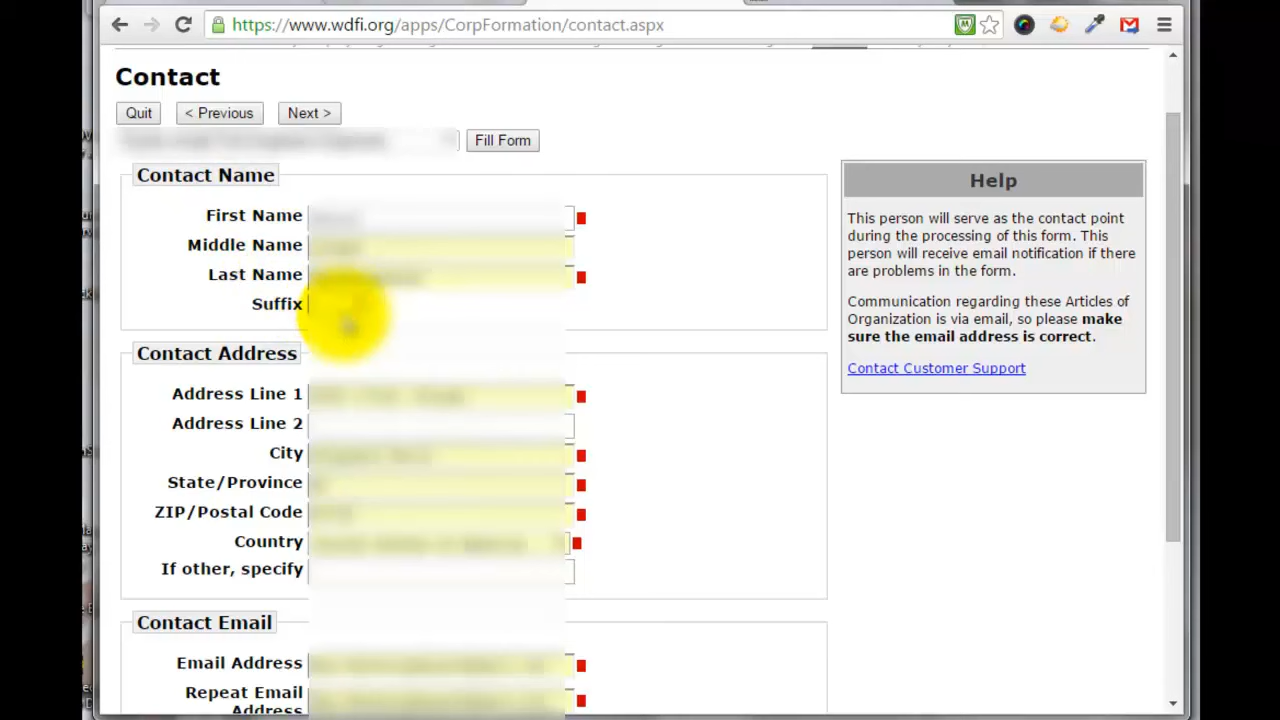 https://www.wdfi.org/apps/CorpFormation/contact.aspx
Contact
Quit
< Previous
Next >
Fill Form
Contact Name
First Name
Middle Name
Last Name
Suffix
Contact Address
Address Line 1
Address Line 2
City
State/Province
ZIP/Postal Code
Country
If other, specify
Contact Email
Email Address
Repeat Email
Address
Help
This person will serve as the contact point
during the processing of this form. This
person will receive email notification if there
are problems in the form.
Communication regarding these Articles of
Organization is via email, so please make
sure the email address is correct.
Contact Customer Support